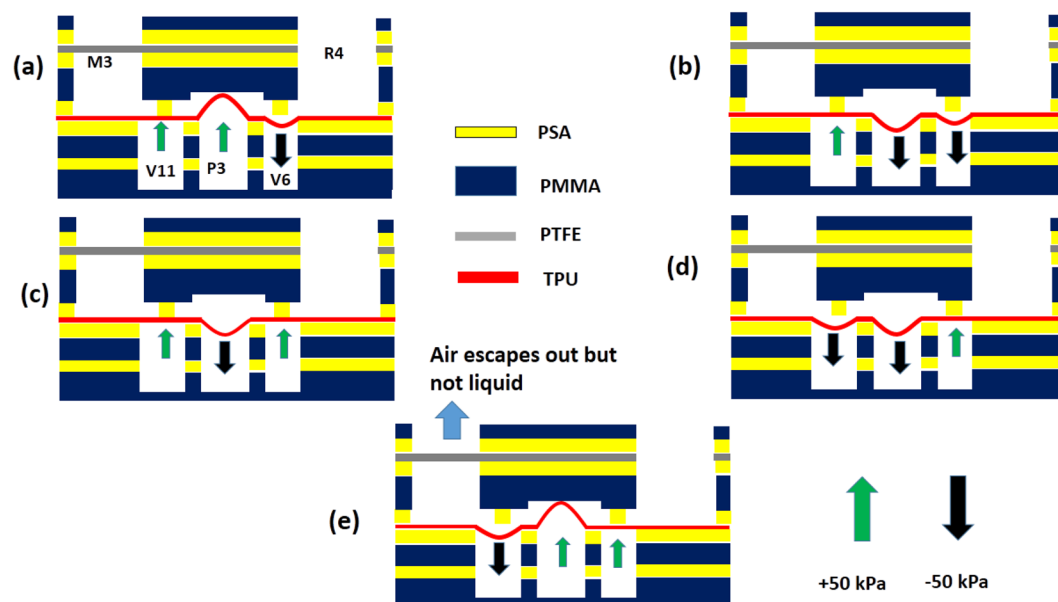 (a)
M3
R4
V11
P3
V6
(b)
PSA
PMMA
PTFE
TPU
(c)
(d)
Air escapes out but
not liquid
(e)
+50 kPa
-50 kPa